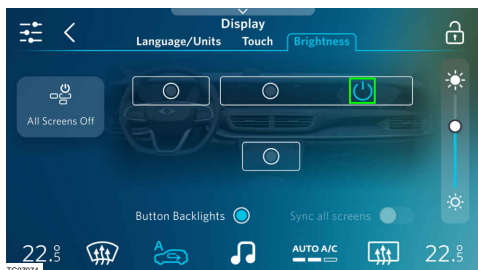 Display
Language/Units Touch Brightness
All Screens Off
Button Backlights Sync all screens
22.5 A AUTO A/C 22.5